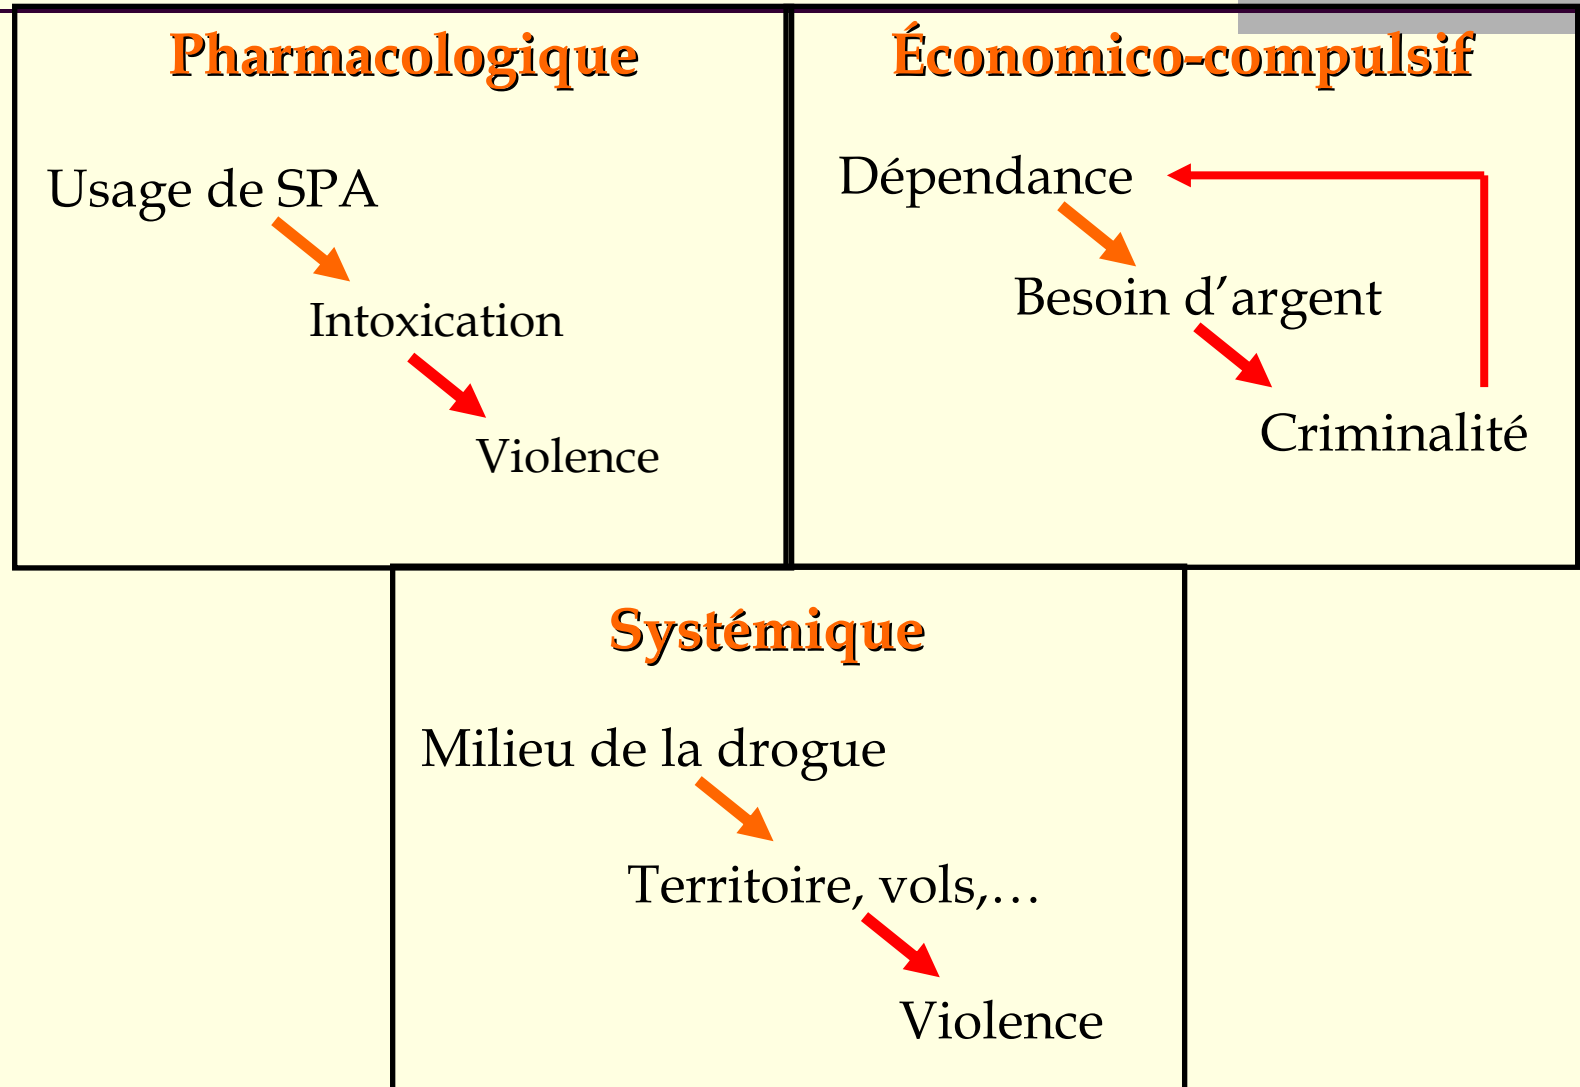 Pharmacologique
Usage de SPA
Intoxication
Violence
Économico-compulsif
Dépendance
Besoin d’argent
Criminalité
Systémique
Milieu de la drogue
Territoire, vols,…
Violence